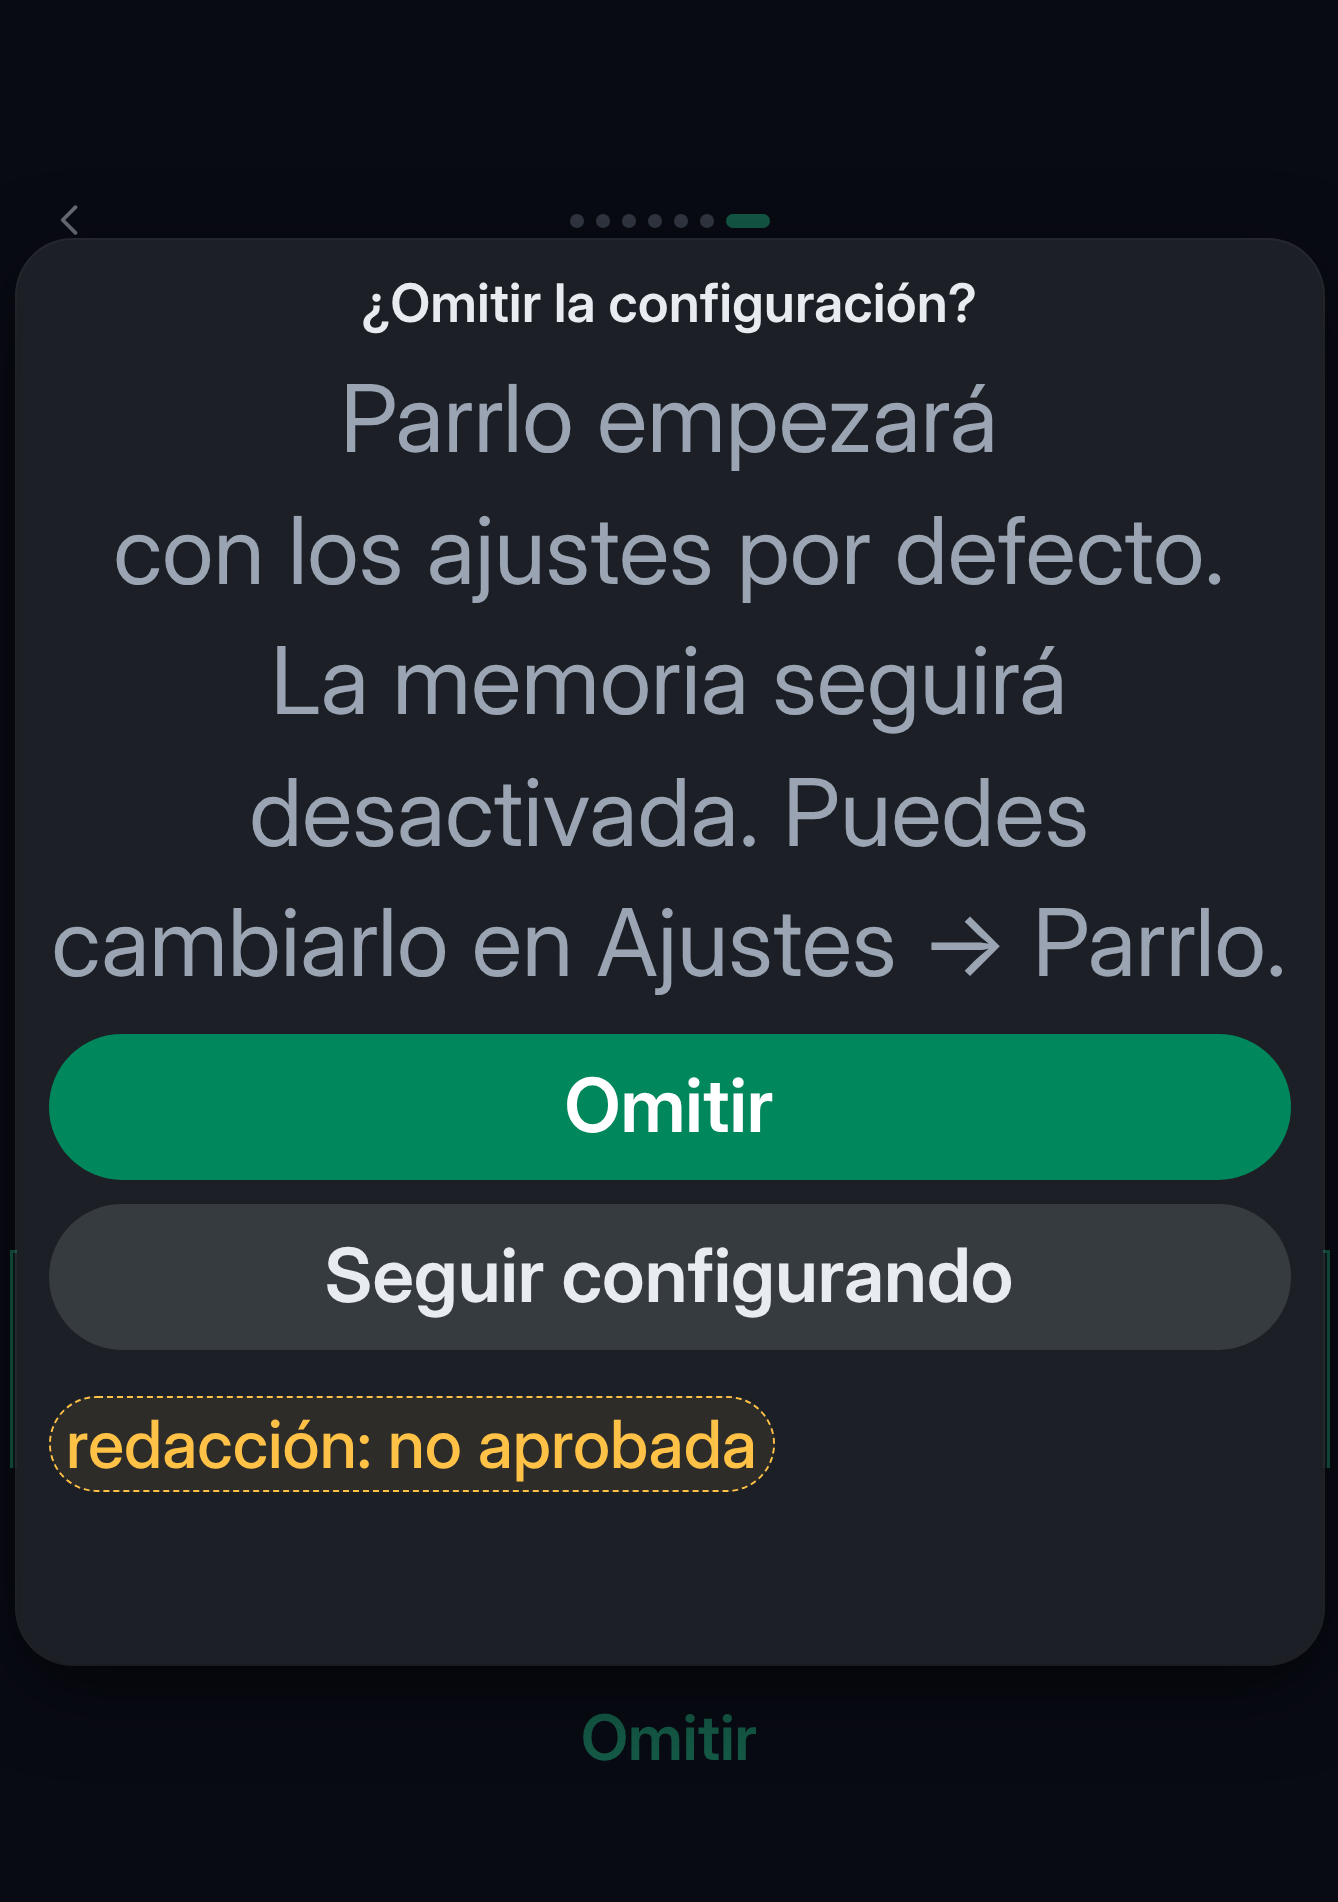 ¿Omitir la configuración?
Parrlo empezará
con los ajustes por defecto.
La memoria seguirá
desactivada. Puedes
cambiarlo en Ajustes → Parrlo.
Omitir
Seguir configurando
redacción: no aprobada
Omitir